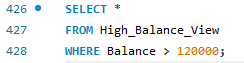 426 SELECT *
427 FROM High_Balance_View
428 WHERE Balance > 120000;